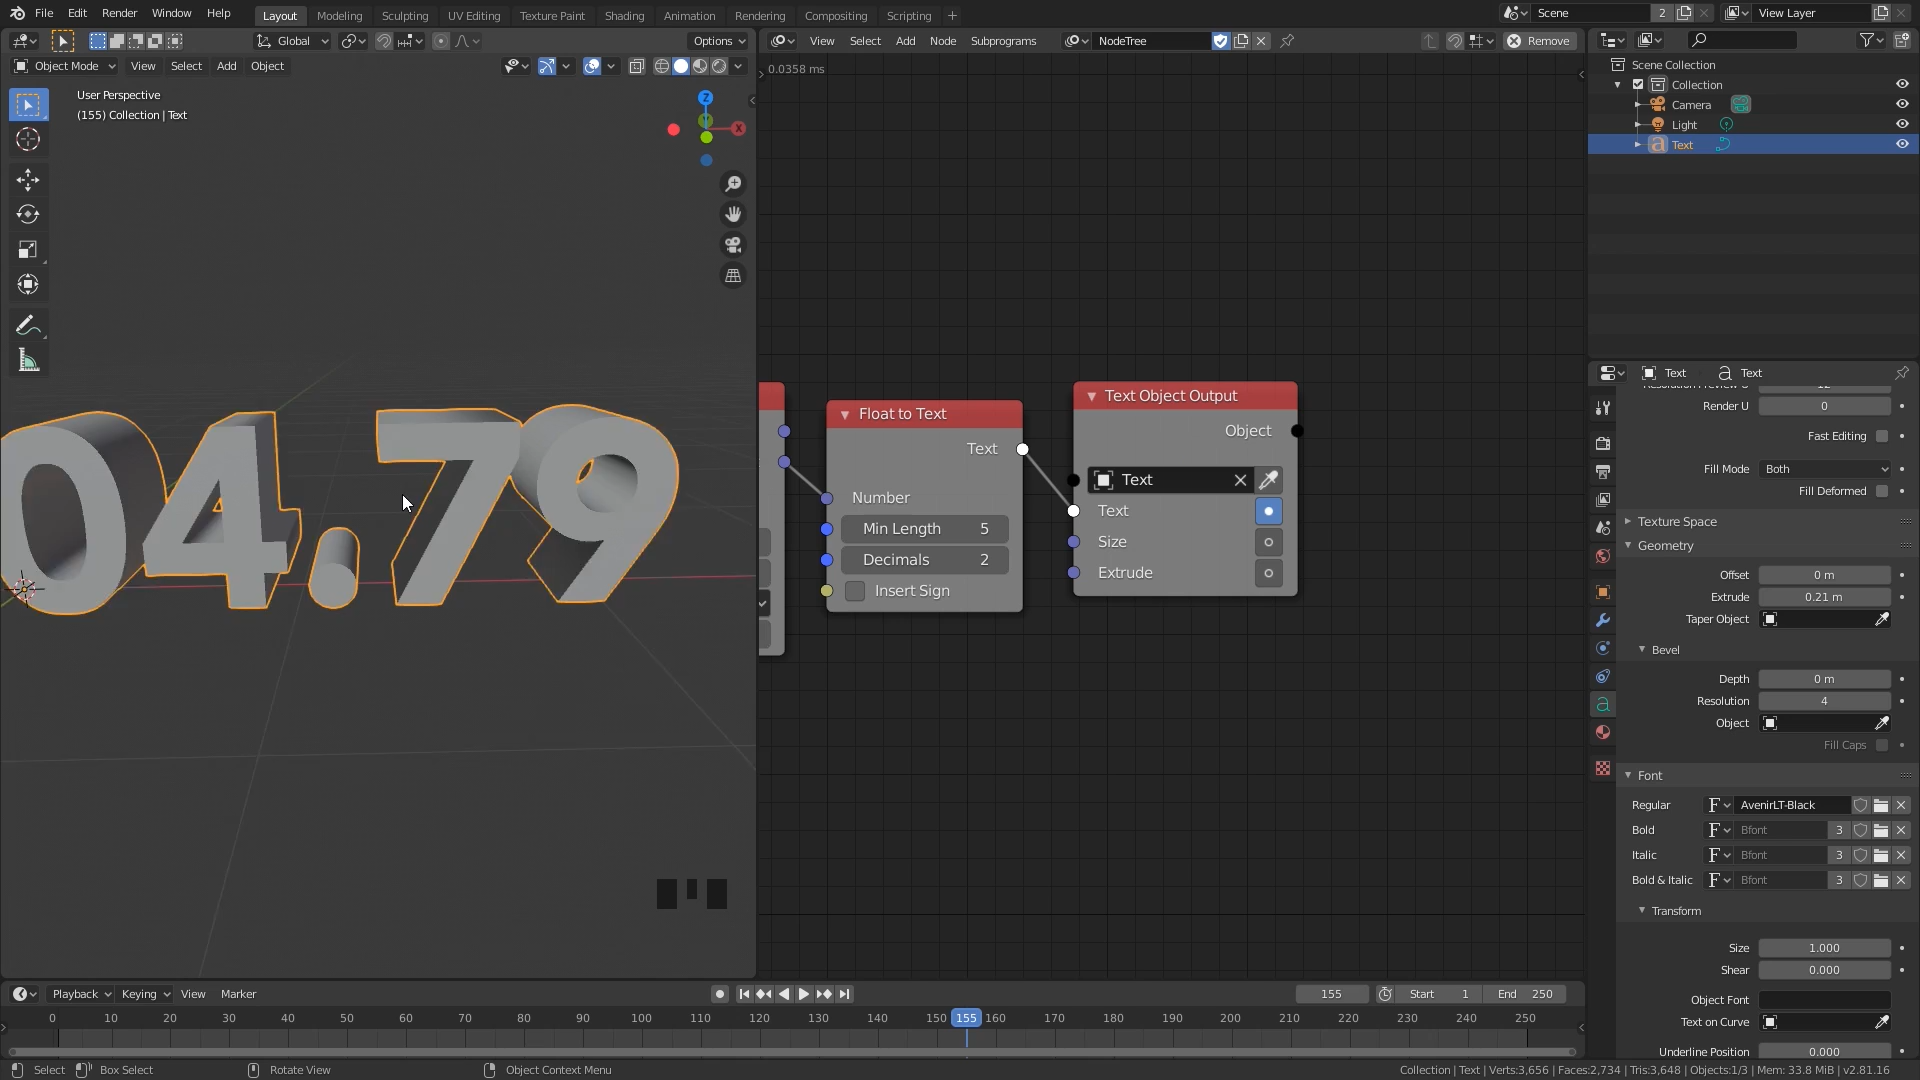 File Edit Render Window Help Layout Modeling Sculpting UV Editing Texture Paint Shading Animation Rendering Compositing Scripting + Scene 2 View Layer
Global Options View Select Add Node Subprograms NodeTree Remove
Object Mode View Select Add Object 0.0358 ms Scene Collection
User Perspective Collection
(155) Collection | Text Camera
Light
Text
Z
X
04.79
Float to Text
Text
Number
Min Length 5
Decimals 2
Insert Sign
Text Object Output
Object
Text
Text
Size
Extrude
Text Text
Render U 0
Fast Editing
Fill Mode Both
Fill Deformed
Texture Space
Geometry
Offset 0 m
Extrude 0.21 m
Taper Object
Bevel
Depth 0 m
Resolution 4
Object
Fill Caps
Font
Regular F AvenirLT-Black
Bold F Bfont 3
Italic F Bfont 3
Bold & Italic F Bfont 3
Transform
Size 1.000
Shear 0.000
Object Font
Text on Curve
Underline Position 0.000
Playback Keying View Marker 155 Start 1 End 250
0 10 20 30 40 50 60 70 80 90 100 110 120 130 140 150 155 160 170 180 190 200 210 220 230 240 250
Select Box Select Rotate View Object Context Menu Collection | Text | Verts:3,656 | Faces:2,734 | Tris:3,648 | Objects:1/3 | Mem: 33.8 MiB | v2.81.16